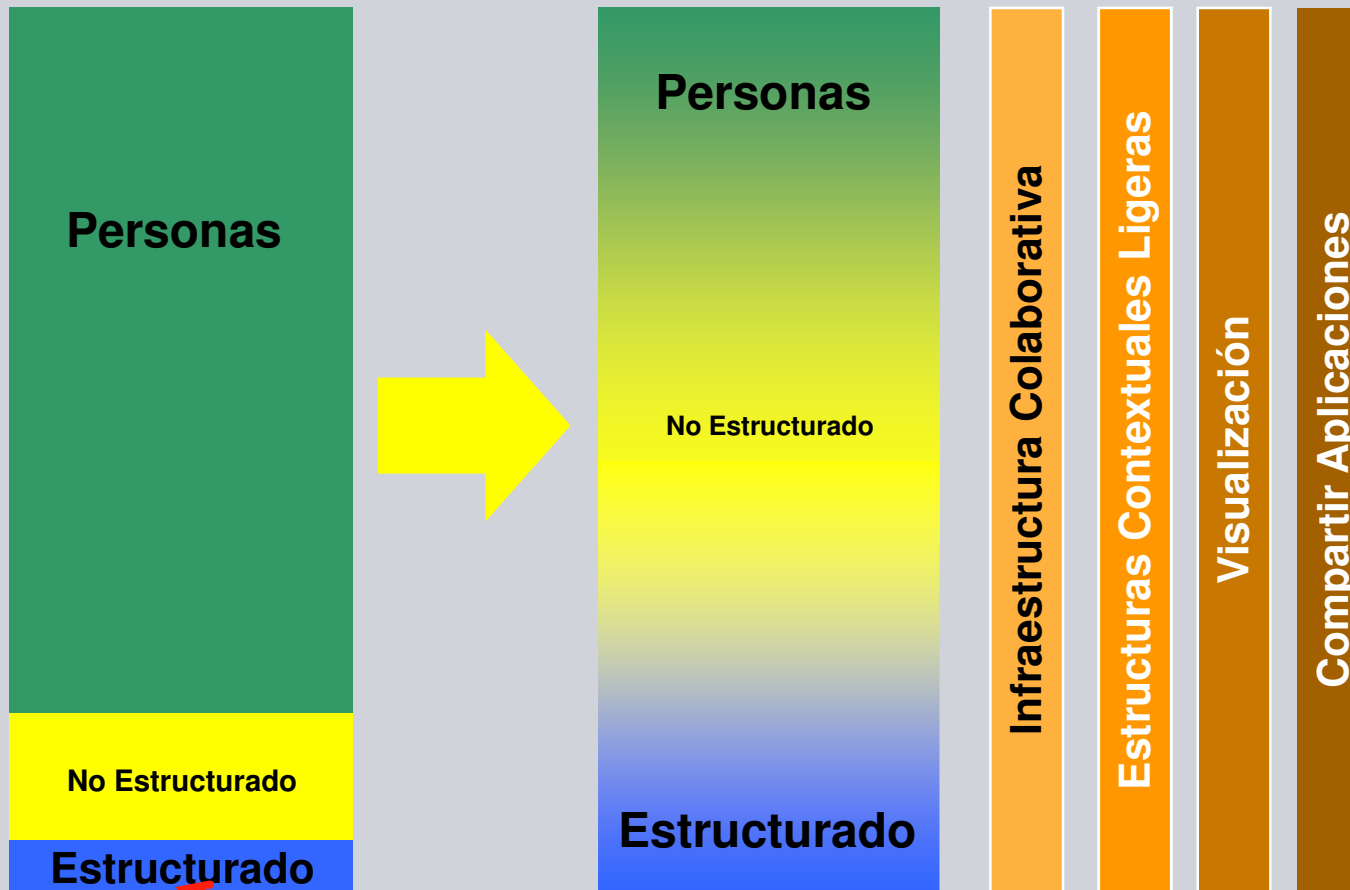 Personas
No Estructurado
Estructurado
Personas
No Estructurado
Estructurado
Infraestructura Colaborativa
Estructuras Contextuales Ligeras
Visualización
Compartir Aplicaciones